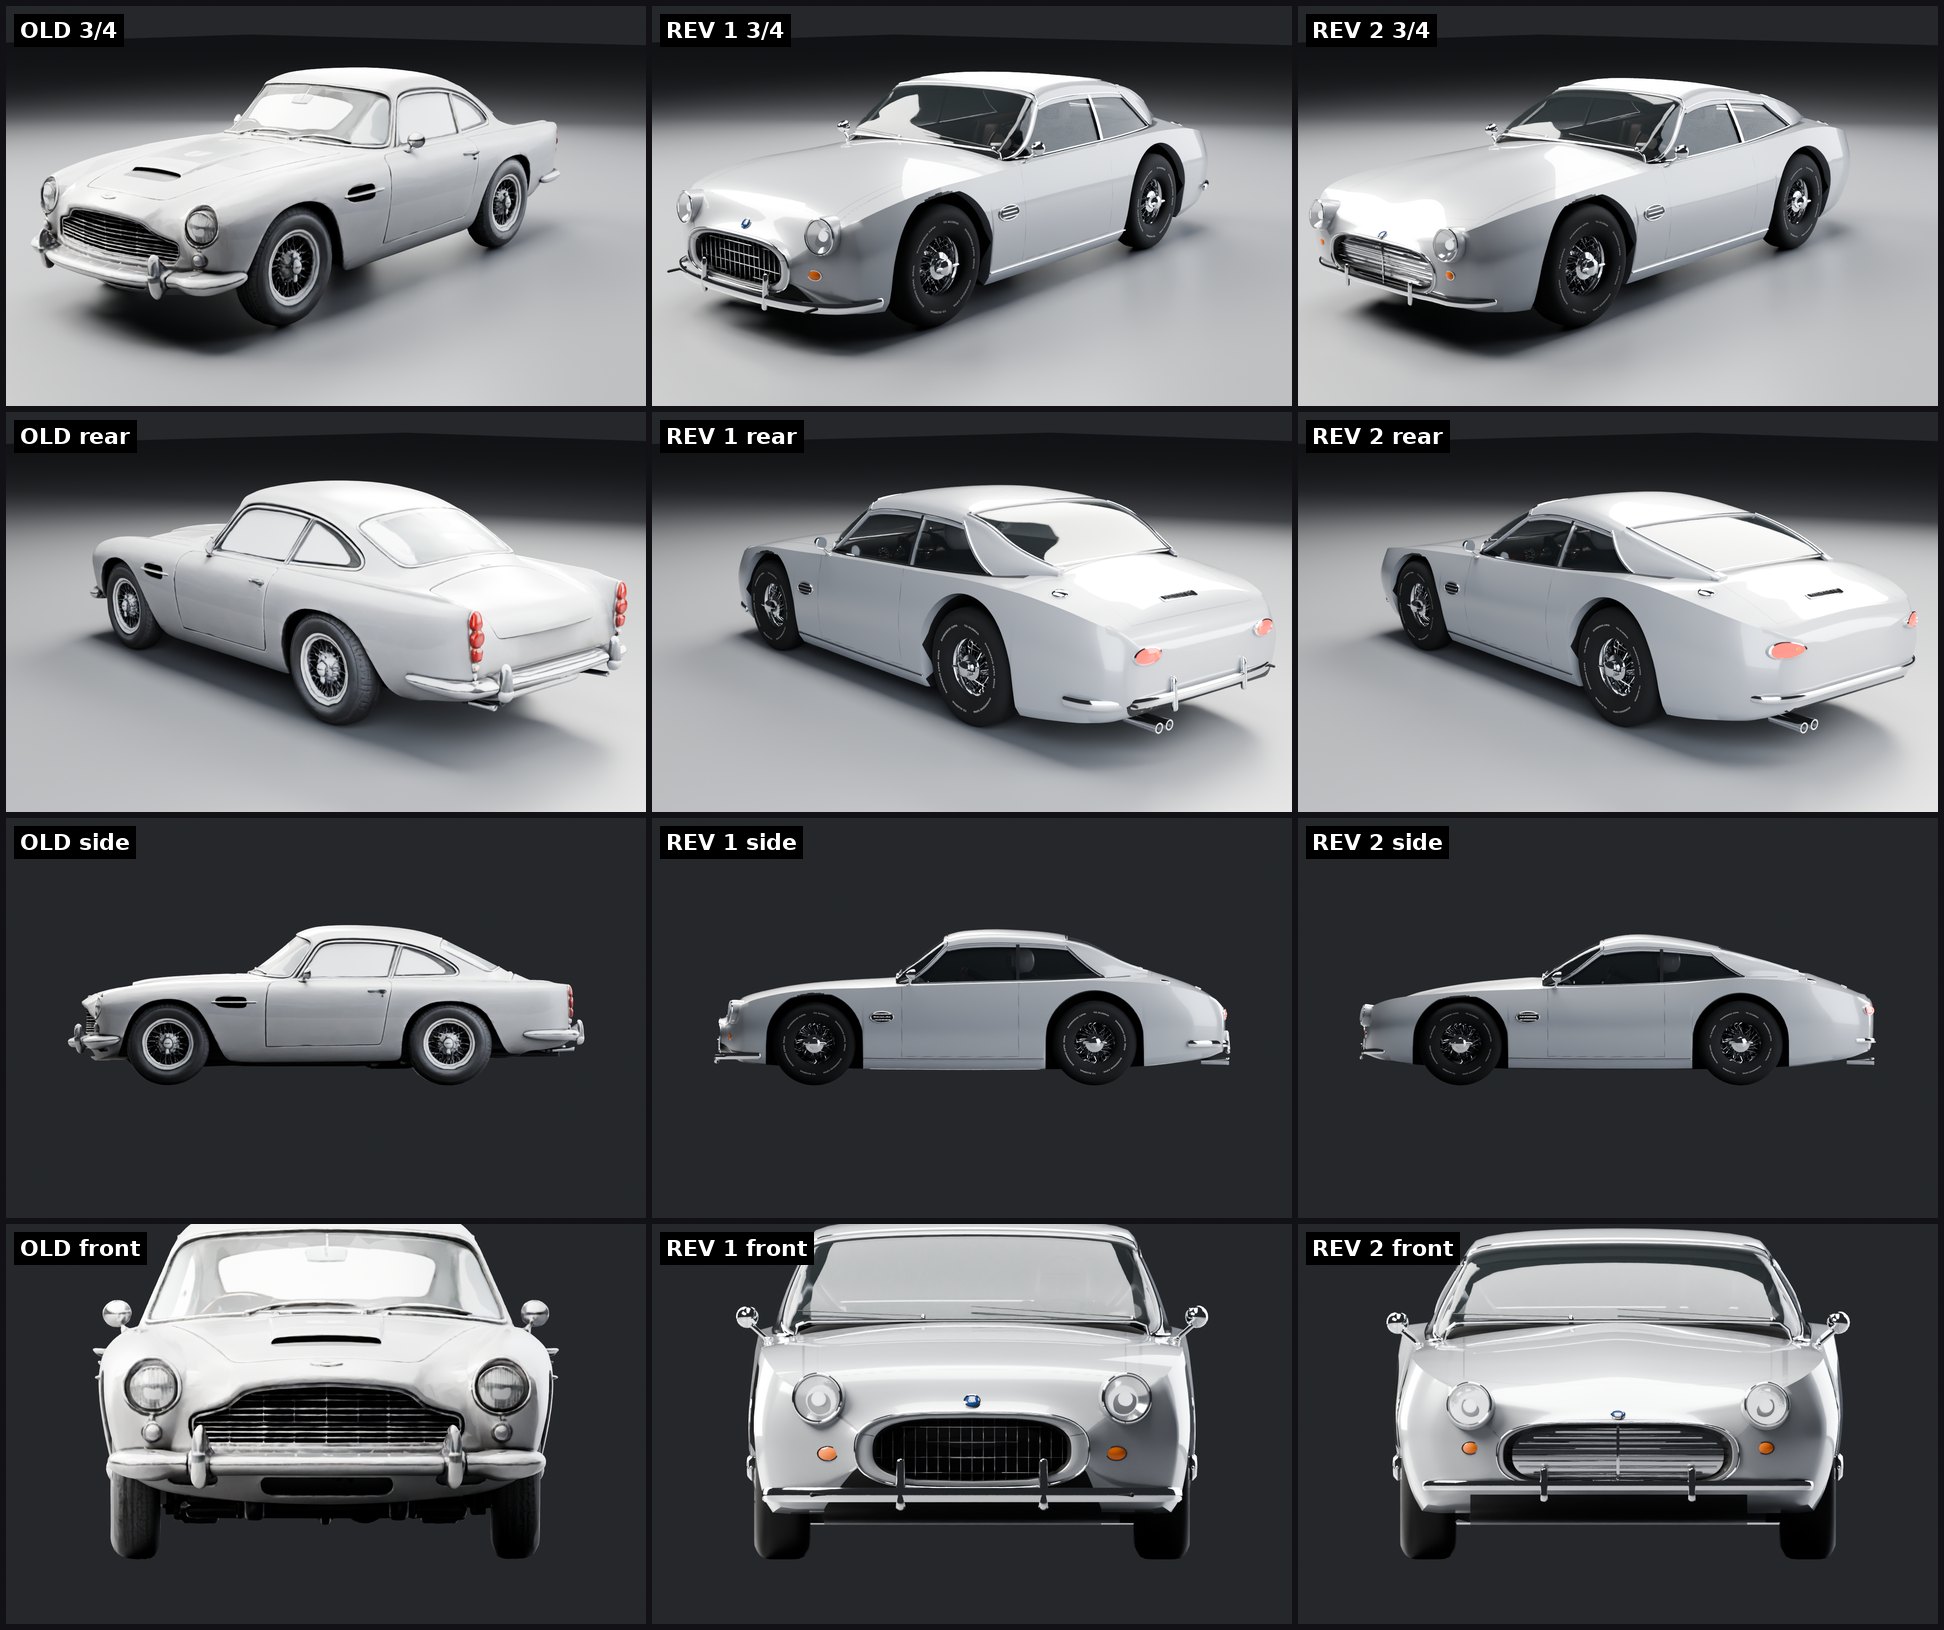 OLD 3/4
REV 1 3/4
REV 2 3/4
OLD rear
REV 1 rear
REV 2 rear
OLD side
REV 1 side
REV 2 side
OLD front
REV 1 front
REV 2 front